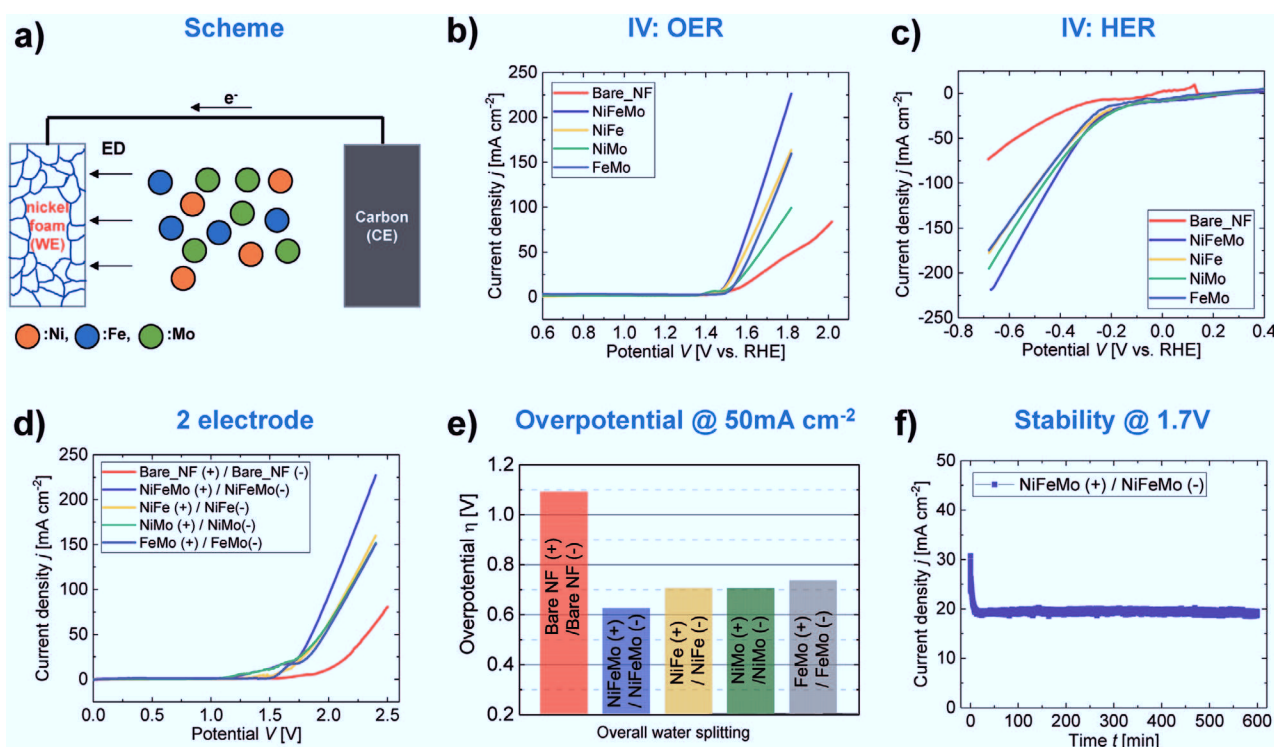 a)
Scheme
e-
ED
nickel
foam
(WE)
Carbon
(CE)
:Ni, :Fe, :Mo
b)
IV: OER
Current density j [mA cm-2]
250
200
150
100
50
0
Bare_NF
NiFeMo
NiFe
NiMo
FeMo
0.6 0.8 1.0 1.2 1.4 1.6 1.8 2.0
Potential V [V vs. RHE]
c)
IV: HER
Current density j [mA cm-2]
0
-50
-100
-150
-200
-250
Bare_NF
NiFeMo
NiFe
NiMo
FeMo
-0.8 -0.6 -0.4 -0.2 0.0 0.2 0.4
Potential V [V vs. RHE]
d)
2 electrode
Current density j [mA cm-2]
250
200
150
100
50
0
Bare_NF (+) / Bare_NF (-)
NiFeMo (+) / NiFeMo(-)
NiFe (+) / NiFe(-)
NiMo (+) / NiMo(-)
FeMo (+) / FeMo(-)
0.0 0.5 1.0 1.5 2.0 2.5
Potential V [V]
e)
Overpotential @ 50mA cm-2
Overpotential η [V]
1.2
1.0
0.8
0.6
0.4
0.2
Bare NF (+)
/Bare NF (-)
NiFeMo (+)
/ NiFeMo (-)
NiFe (+)
/ NiFe (-)
NiMo (+)
/NiMo (-)
FeMo (+)
/ FeMo (-)
Overall water splitting
f)
Stability @ 1.7V
Current density j [mA cm-2]
50
40
30
20
10
0
NiFeMo (+) / NiFeMo (-)
0 100 200 300 400 500 600
Time t [min]